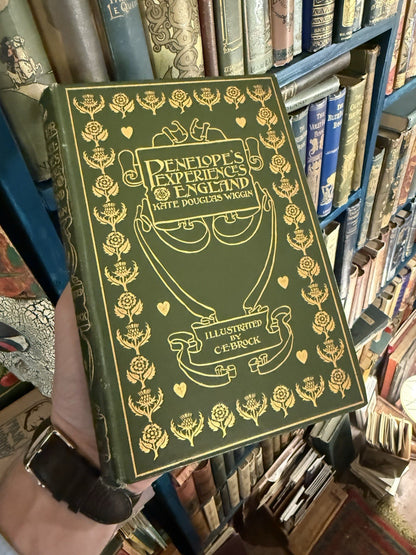 PENELOPE'S
EXPERIENCES
ENGLAND
KATE DOUGLAS WIGGIN
ILLUSTRATED
BY
C.E. BROCK